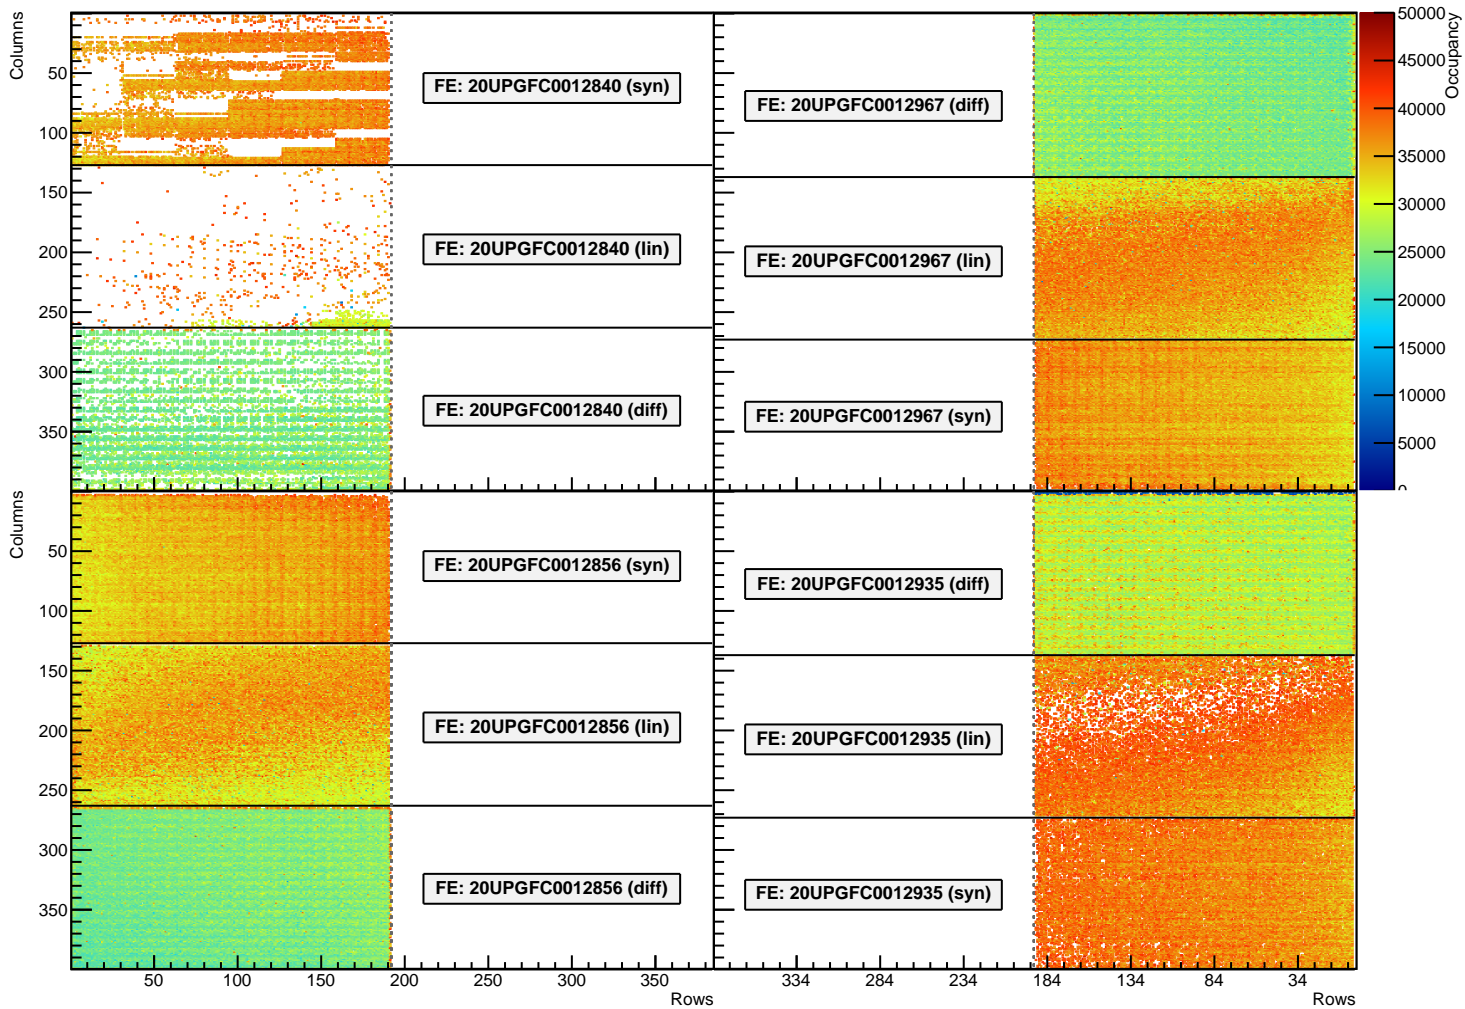 Columns
50
100
150
200
250
300
350
FE: 20UPGFC0012840 (syn)
FE: 20UPGFC0012840 (lin)
FE: 20UPGFC0012840 (diff)
FE: 20UPGFC0012967 (diff)
FE: 20UPGFC0012967 (lin)
FE: 20UPGFC0012967 (syn)
50000
45000
40000
35000
30000
25000
20000
15000
10000
5000
0
Occupancy
Columns
50
100
150
200
250
300
350
FE: 20UPGFC0012856 (syn)
FE: 20UPGFC0012856 (lin)
FE: 20UPGFC0012856 (diff)
50 100 150 200 250 300 350
Rows
FE: 20UPGFC0012935 (diff)
FE: 20UPGFC0012935 (lin)
FE: 20UPGFC0012935 (syn)
334 284 234 184 134 84 34
Rows